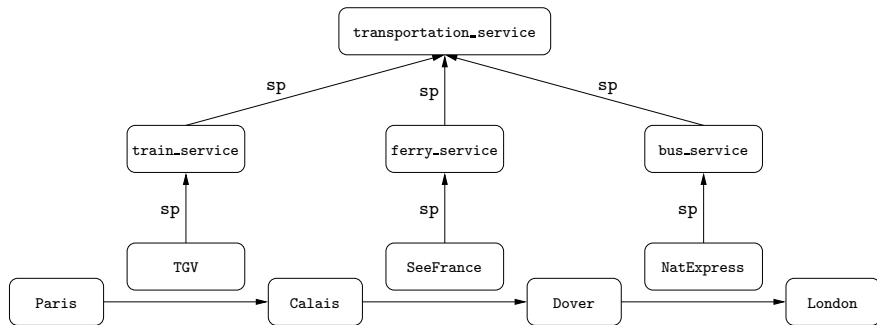 transportation_service
sp sp sp
train_service ferry_service bus_service
sp sp sp
TGV SeeFrance NatExpress
Paris Calais Dover London